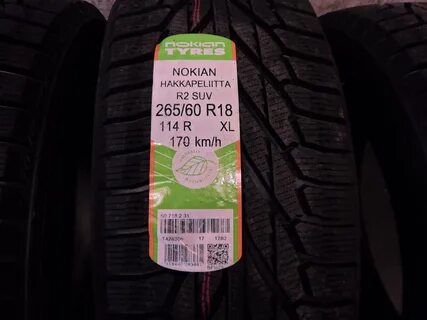 nokian
TYRES
NOKIAN
HAKKAPELIITTA
R2 SUV
265/60 R18
114 R XL
170 km/h